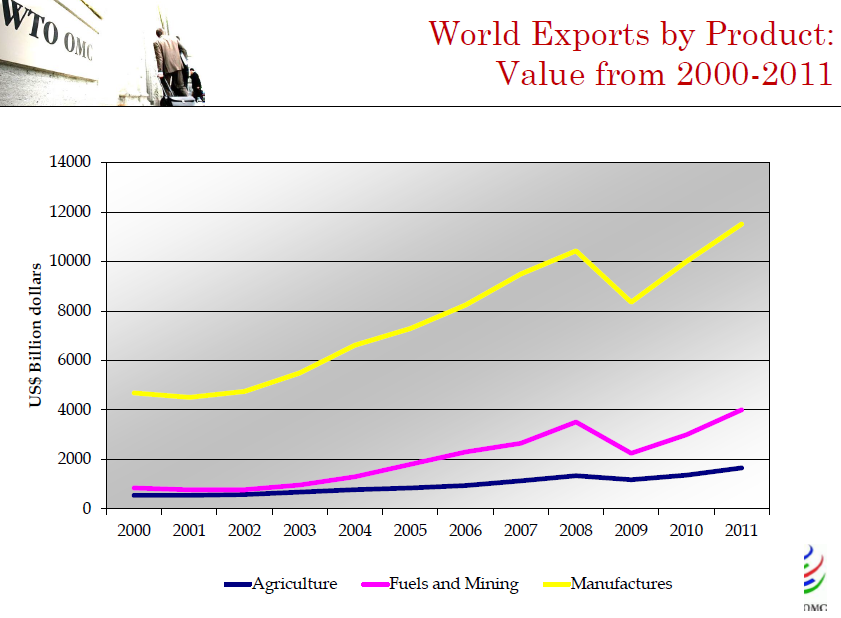 WTO OMC
World Exports by Product:
Value from 2000-2011
US$ Billion dollars
14000
12000
10000
8000
6000
4000
2000
0
2000 2001 2002 2003 2004 2005 2006 2007 2008 2009 2010 2011
Agriculture Fuels and Mining Manufactures
OMC